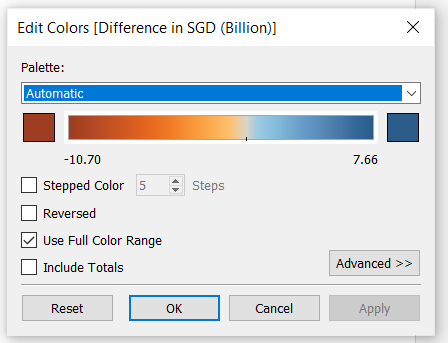 Edit Colors [Difference in SGD (Billion)]
Palette:
Automatic
-10.70 7.66
Stepped Color 5 Steps
Reversed
Use Full Color Range
Include Totals
Advanced >>
Reset OK Cancel Apply